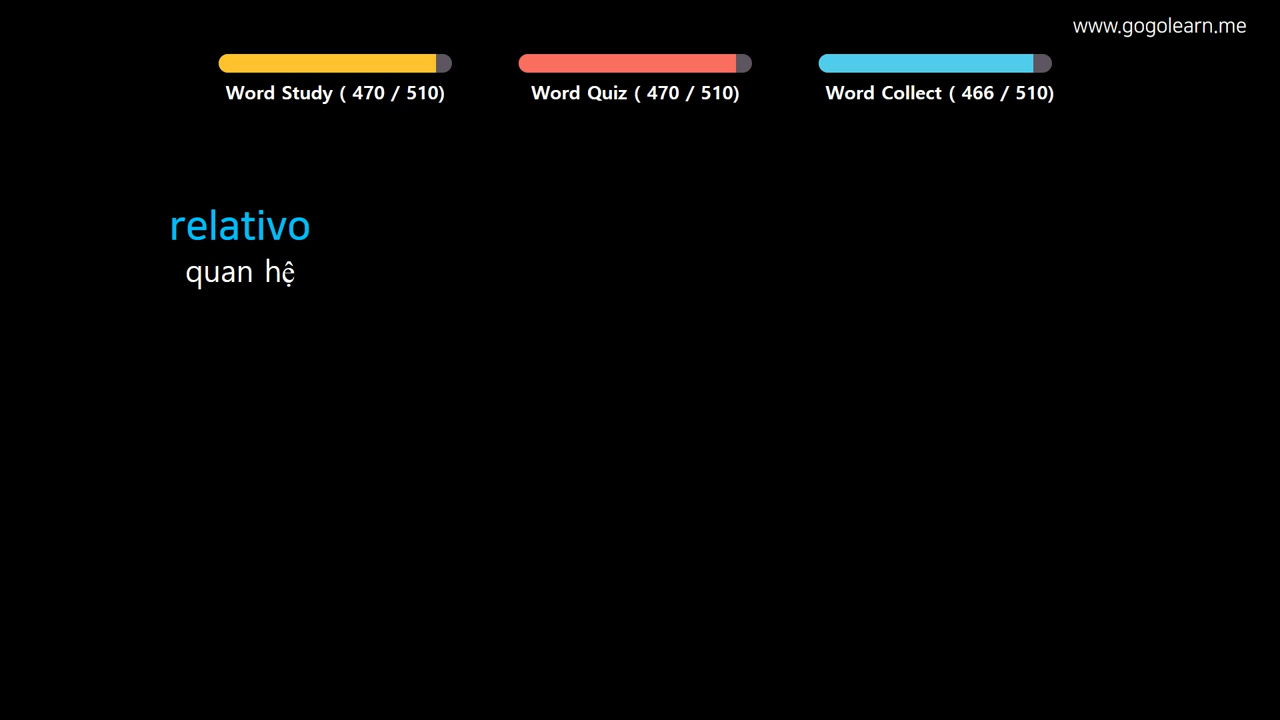 www.gogolearn.me
Word Study ( 470 / 510)
Word Quiz ( 470 / 510)
Word Collect ( 466 / 510)
relativo
quan hệ